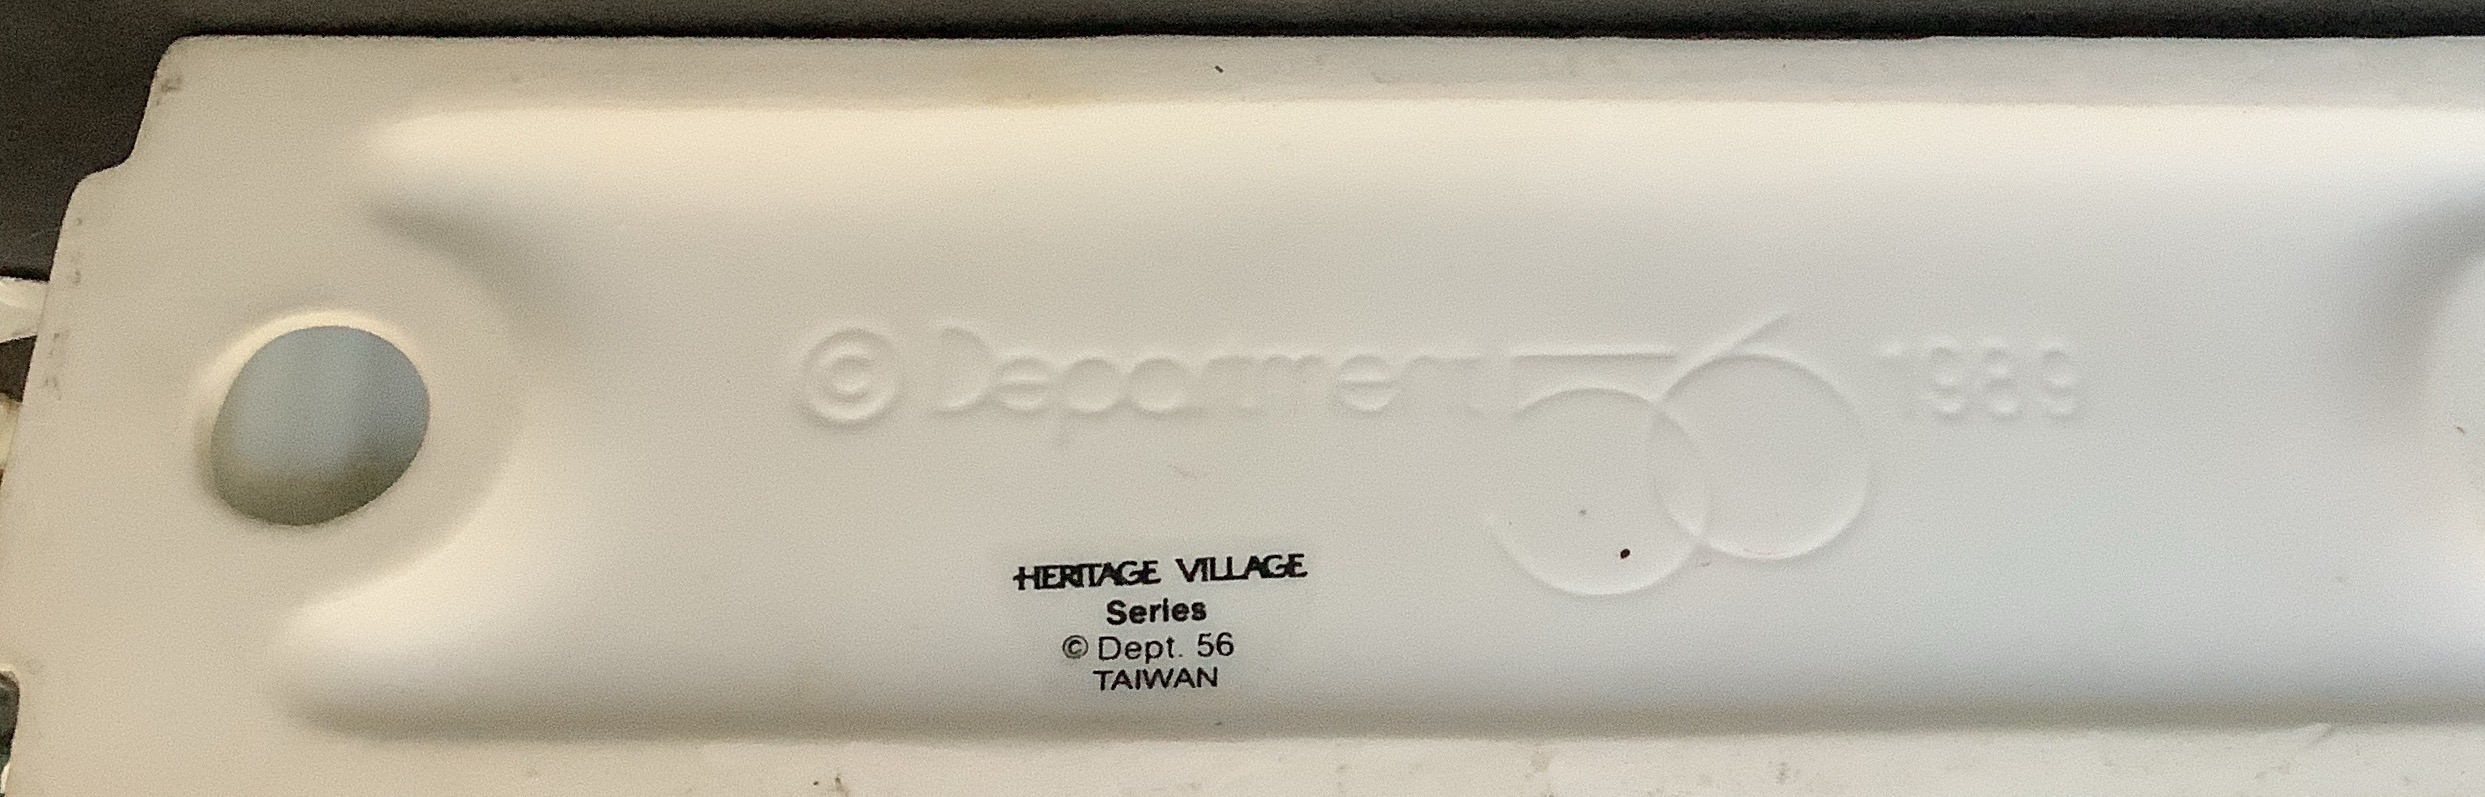 © Department 56 1989
HERITAGE VILLAGE
Series
© Dept. 56
TAIWAN